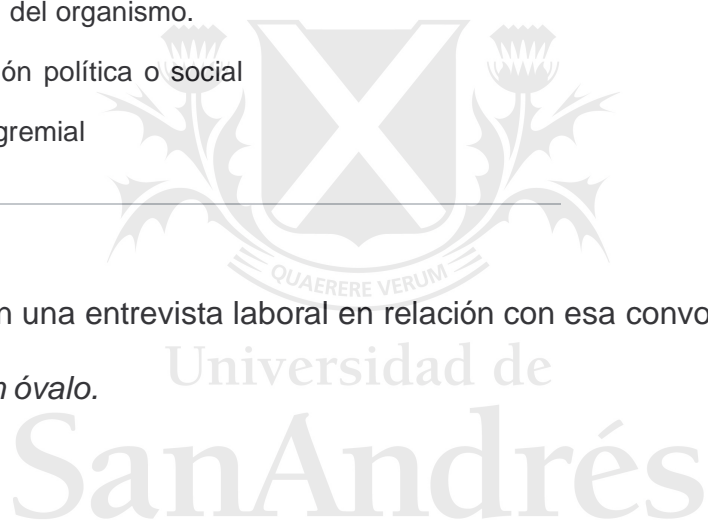 del organismo.
ón política o social
gremial
QUAERERE VERUM
n una entrevista laboral en relación con esa convo
Universidad de
n óvalo.
SanAndrés